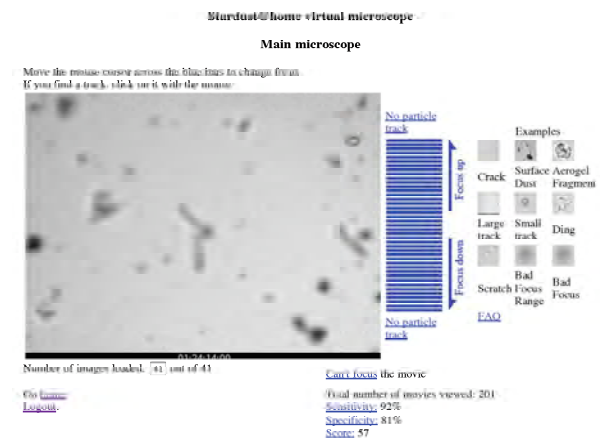 Stardust@home virtual microscope
Main microscope
Move the mouse cursor across the blue bars to change focus
If you find a track, click on it with the mouse
No particle track
Focus up
Focus down
No particle track
Examples
Crack
Surface Dust
Aerogel Fragment
Large track
Small track
Ding
Scratch
Bad Focus Range
Bad Focus
FAQ
Number of images loaded. 41 out of 41
Can't focus the movie
Go home
Logout.
Total number of movies viewed: 201
Sensitivity: 92%
Specificity: 81%
Score: 57